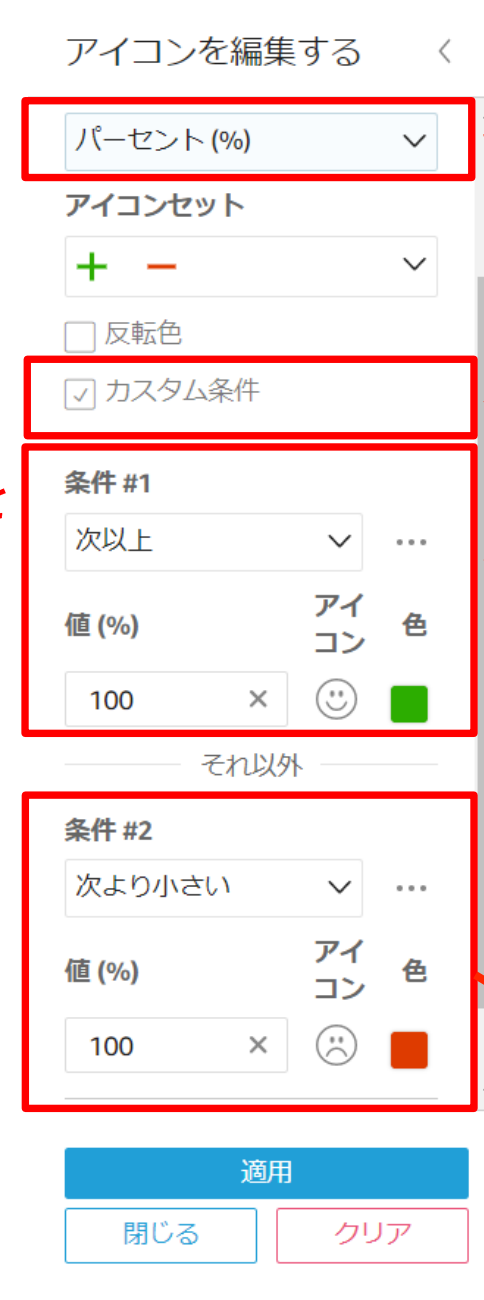 アイコンを編集する
パーセント (%)
アイコンセット
反転色
カスタム条件
条件 #1
次以上
値 (%)
アイ
コン
色
100
それ以外
条件 #2
次より小さい
値 (%)
アイ
コン
色
100
適用
閉じる
クリア